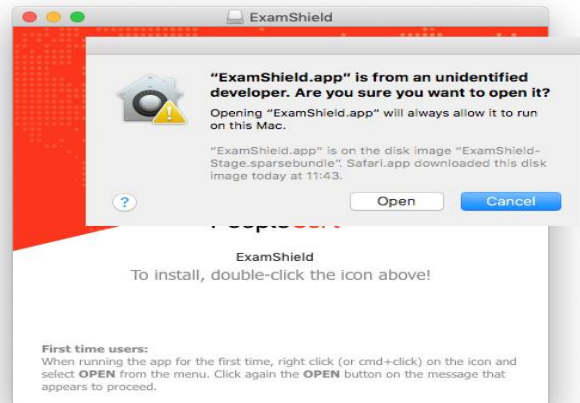 ExamShield
"ExamShield.app" is from an unidentified
developer. Are you sure you want to open it?
Opening "ExamShield.app" will always allow it to run
on this Mac.
"ExamShield.app" is on the disk image "ExamShield-
Stage.sparsebundle". Safari.app downloaded this disk
image today at 11:43.
?
Open
Cancel
ExamShield
To install, double-click the icon above!
First time users:
When running the app for the first time, right click (or cmd+click) on the icon and
select OPEN from the menu. Click again the OPEN button on the message that
appears to proceed.